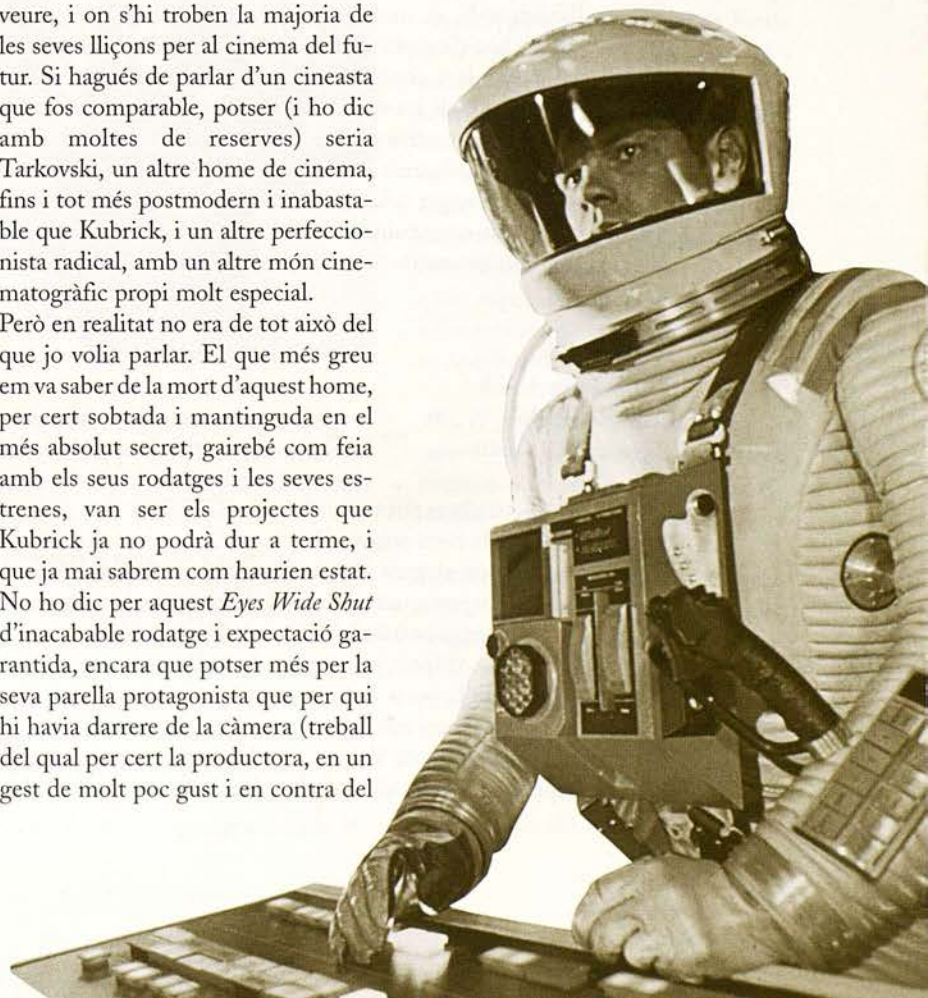 veure, i on s’hi troben la majoria de
les seves lliçons per al cinema del fu-
tur. Si hagués de parlar d’un cineasta
que fos comparable, potser (i ho dic
amb moltes de reserves) seria
Tarkovski, un altre home de cinema,
fins i tot més postmodern i inabasta-
ble que Kubrick, i un altre perfeccio-
nista radical, amb un altre món cine-
matogràfic propi molt especial.
Però en realitat no era de tot això del
que jo volia parlar. El que més greu
em va saber de la mort d’aquest home,
per cert sobtada i mantinguda en el
més absolut secret, gairebé com feia
amb els seus rodatges i les seves es-
trenes, van ser els projectes que
Kubrick ja no podrà dur a terme, i
que ja mai sabrem com haurien estat.
No ho dic per aquest Eyes Wide Shut
d’inacabable rodatge i expectació ga-
rantida, encara que potser més per la
seva parella protagonista que per qui
hi havia darrere de la càmera (treball
del qual per cert la productora, en un
gest de molt poc gust i en contra del